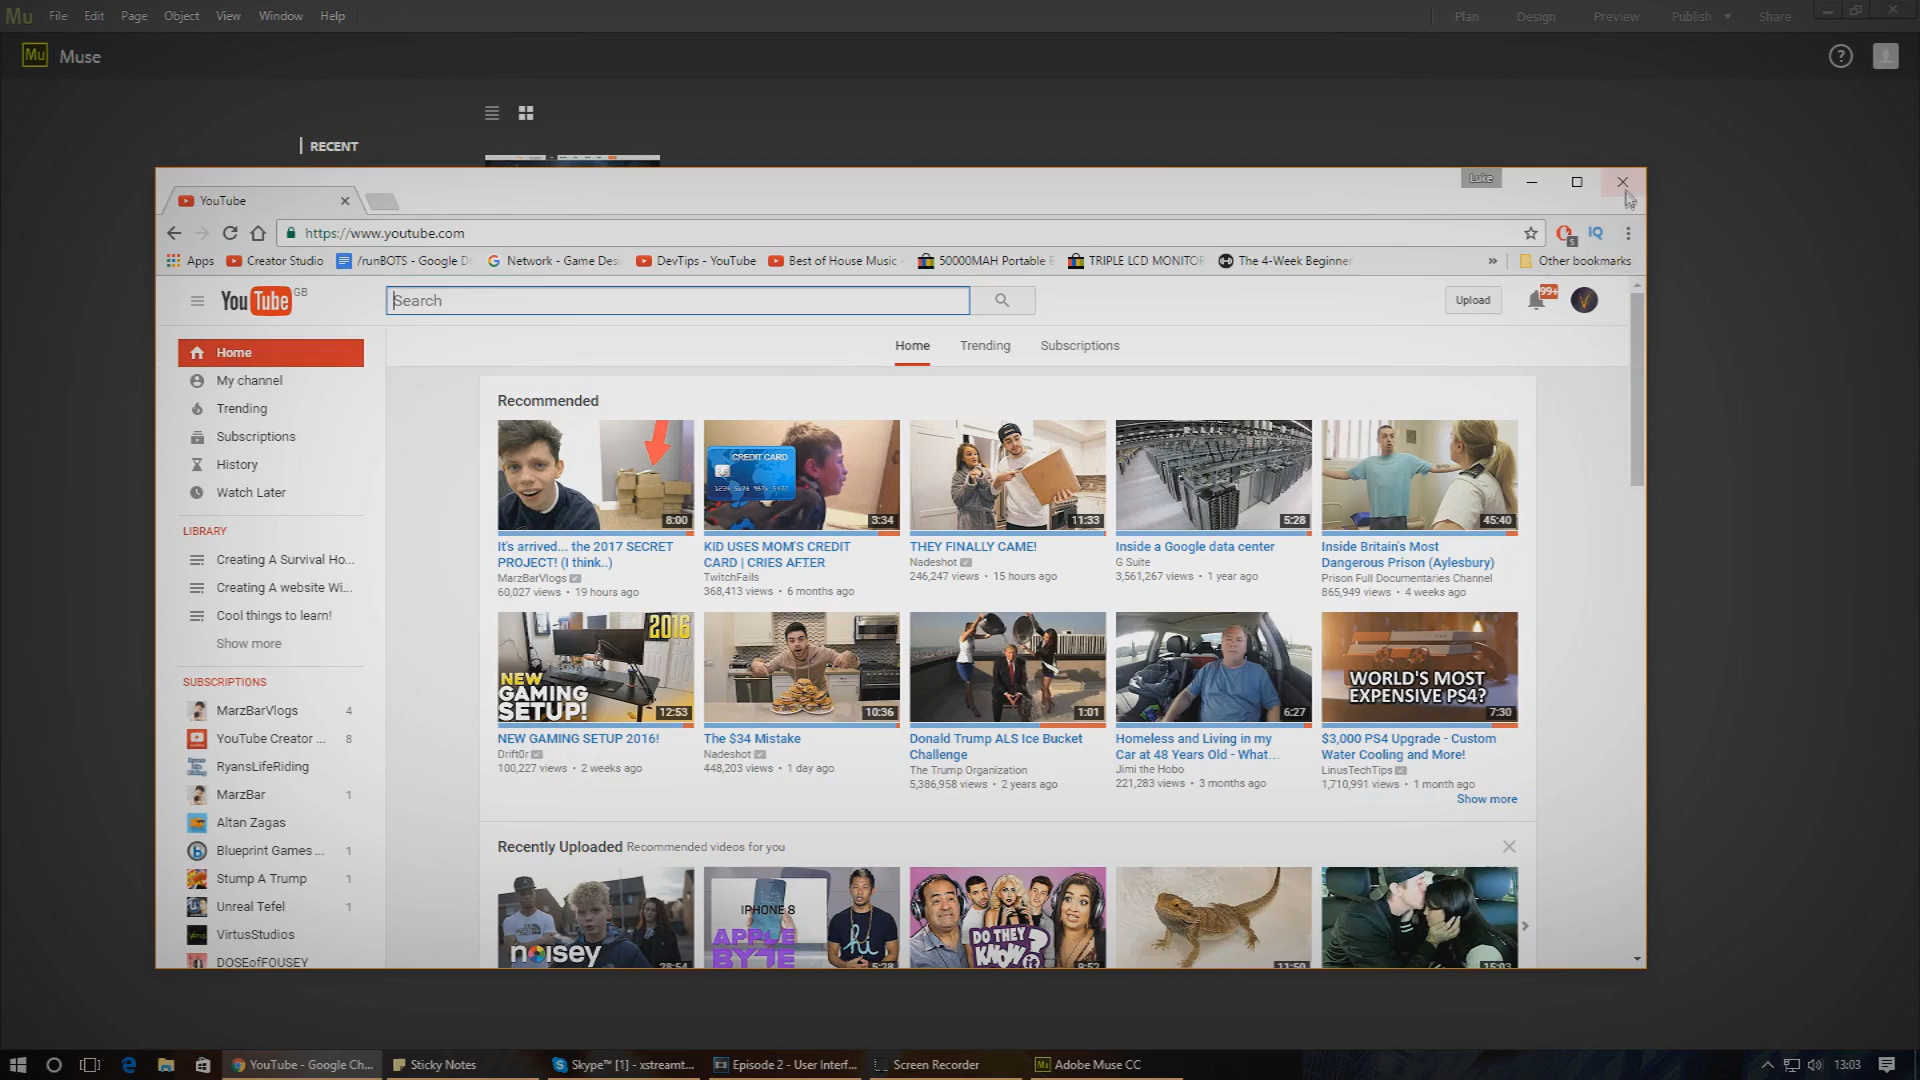 Mu File Edit Page Object View Window Help Plan Design Preview Publish Share
Mu Muse
RECENT
Luke
YouTube
https://www.youtube.com
IQ
Apps Creator Studio /runBOTS - Google D Network - Game Des DevTips - YouTube Best of House Music - 50000MAH Portable E TRIPLE LCD MONITOR The 4-Week Beginner » Other bookmarks
YouTube GB Search Upload 99+
Home Trending Subscriptions
Home
My channel
Trending
Subscriptions
History
Watch Later
LIBRARY
Creating A Survival Ho...
Creating A website Wi...
Cool things to learn!
Show more
SUBSCRIPTIONS
MarzBarVlogs 4
YouTube Creator ... 8
RyansLifeRiding
MarzBar 1
Altan Zagas
Blueprint Games ... 1
Stump A Trump 1
Unreal Tefel 1
VirtusStudios
DOSEofFOUSEY
Recommended
8:00
It's arrived... the 2017 SECRET
PROJECT! (I think..)
MarzBarVlogs
60,027 views • 19 hours ago
CREDIT CARD
3:34
KID USES MOM'S CREDIT
CARD | CRIES AFTER
TwitchFails
368,413 views • 6 months ago
11:33
THEY FINALLY CAME!
Nadeshot
246,247 views • 15 hours ago
5:28
Inside a Google data center
G Suite
3,561,267 views • 1 year ago
45:40
Inside Britain's Most
Dangerous Prison (Aylesbury)
Prison Full Documentaries Channel
865,949 views • 4 weeks ago
2016
NEW
GAMING
SETUP!
12:53
NEW GAMING SETUP 2016!
Drift0r
100,227 views • 2 weeks ago
10:36
The $34 Mistake
Nadeshot
448,203 views • 1 day ago
1:01
Donald Trump ALS Ice Bucket
Challenge
The Trump Organization
5,386,958 views • 2 years ago
6:27
Homeless and Living in my
Car at 48 Years Old - What...
Jimi the Hobo
221,283 views • 3 months ago
WORLD'S MOST
EXPENSIVE PS4?
7:30
$3,000 PS4 Upgrade - Custom
Water Cooling and More!
LinusTechTips
1,710,991 views • 1 month ago
Show more
Recently Uploaded Recommended videos for you
noisey
28:54
IPHONE 8
APPLE
BYTE
hi
5:28
DO THEY
KNOW IT?
9:52
11:50
15:03
YouTube - Google Ch... Sticky Notes Skype™ [1] - xstreamt... Episode 2 - User Interf... Screen Recorder Mu Adobe Muse CC 13:03